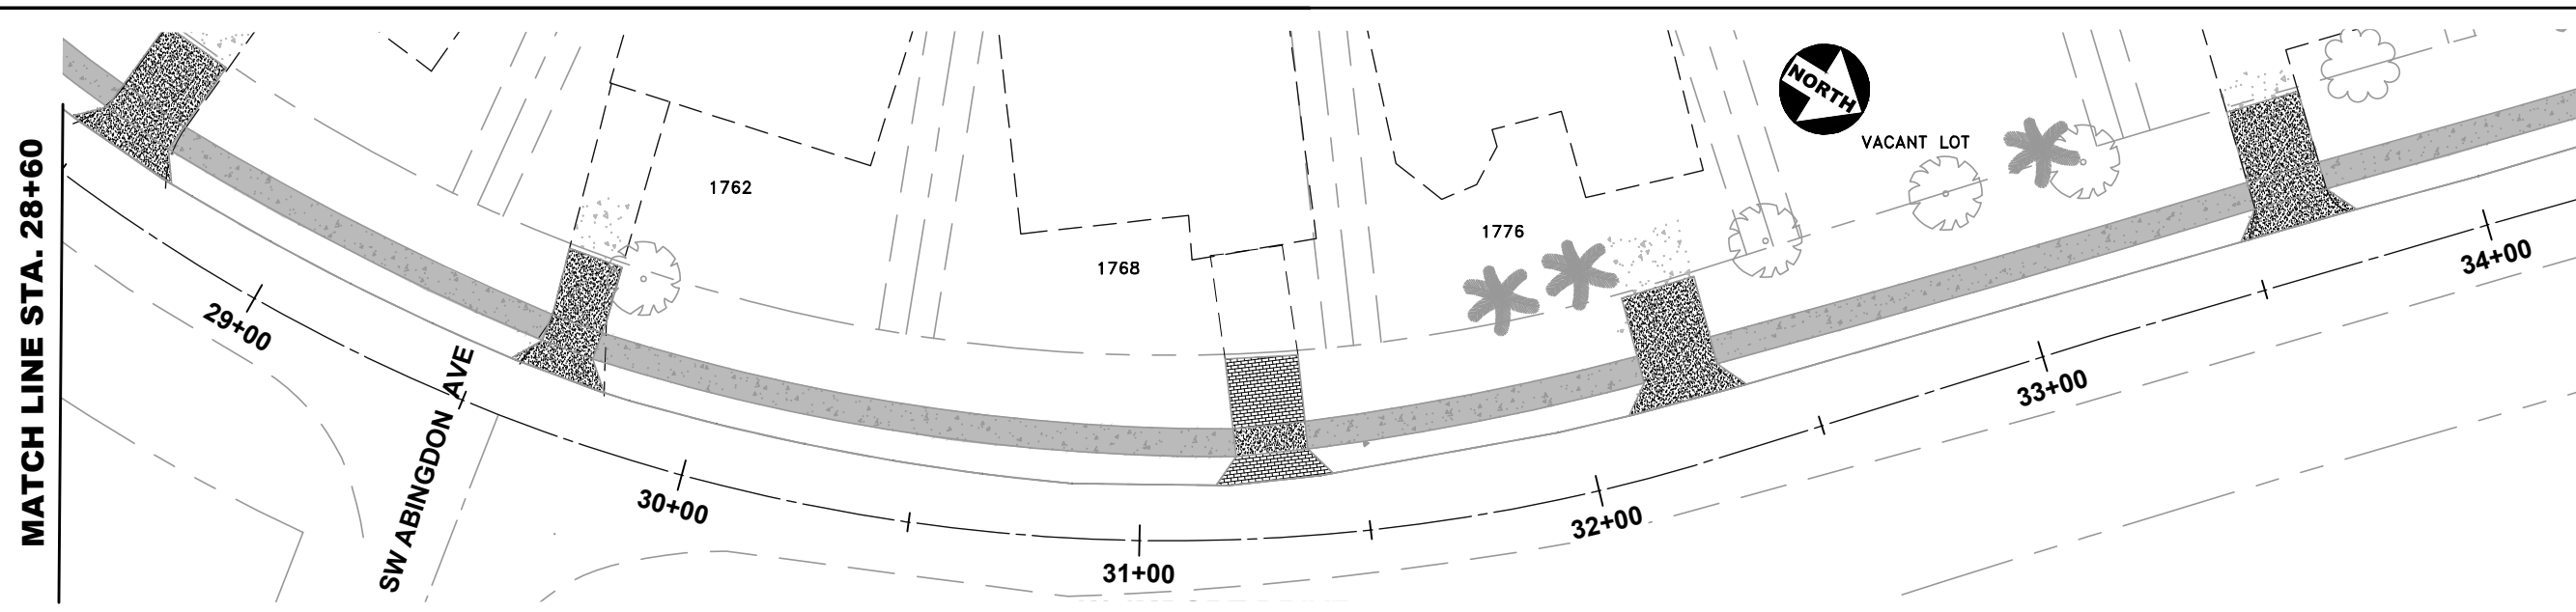 MATCH LINE STA. 28+60
NORTH
VACANT LOT
1762
1768
1776
29+00
SW ABINGDON AVE
30+00
31+00
32+00
33+00
34+00